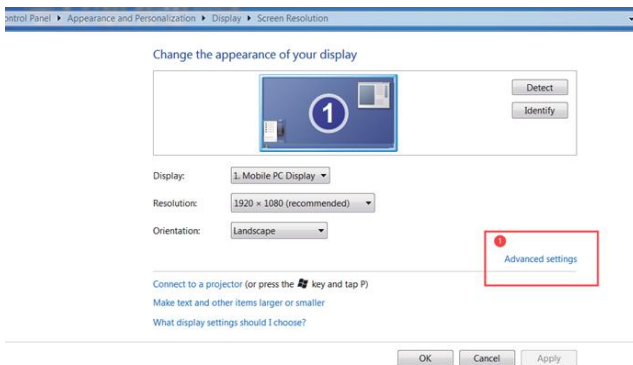 ontrol Panel ▸ Appearance and Personalization ▸ Display ▸ Screen Resolution
Change the appearance of your display
1
Detect
Identify
Display: 1. Mobile PC Display
Resolution: 1920 × 1080 (recommended)
Orientation: Landscape
1
Advanced settings
Connect to a projector (or press the key and tap P)
Make text and other items larger or smaller
What display settings should I choose?
OK Cancel Apply